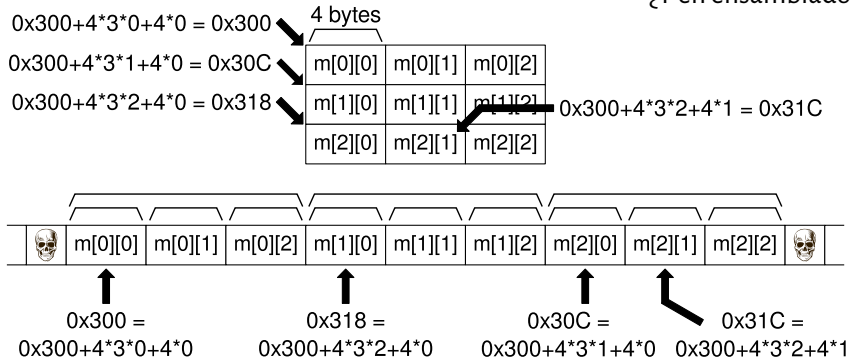 ¿Y en ensamblado
0x300+4*3*0+4*0 = 0x300
4 bytes
0x300+4*3*1+4*0 = 0x30C
m[0][0] m[0][1] m[0][2]
0x300+4*3*2+4*0 = 0x318
m[1][0] m[1][1] m[1][2]
0x300+4*3*2+4*1 = 0x31C
m[2][0] m[2][1] m[2][2]
m[0][0] m[0][1] m[0][2] m[1][0] m[1][1] m[1][2] m[2][0] m[2][1] m[2][2]
0x300 =
0x300+4*3*0+4*0
0x318 =
0x300+4*3*2+4*0
0x30C =
0x300+4*3*1+4*0
0x31C =
0x300+4*3*2+4*1